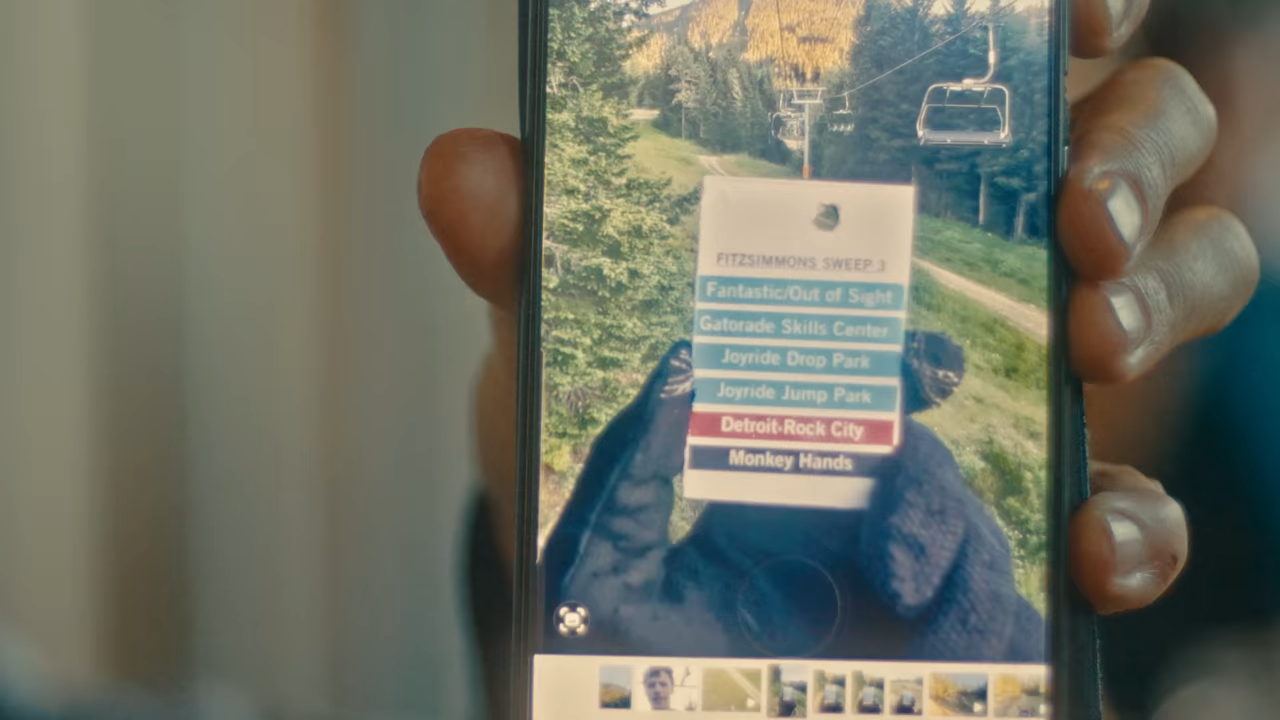 FITZSIMMONS SWEEP 3
Fantastic/Out of Sight
Gatorade Skills Center
Joyride Drop Park
Joyride Jump Park
Detroit-Rock City
Monkey Hands